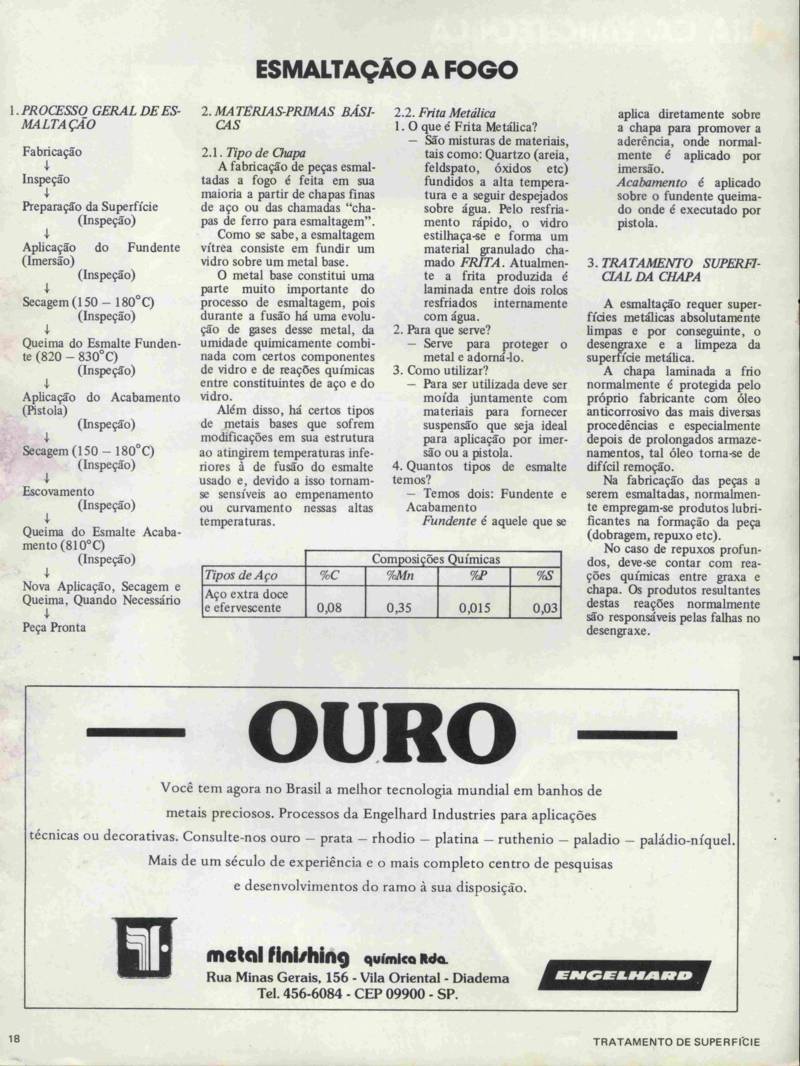 ESMALTAÇÃO A FOGO
1. PROCESSO GERAL DE ES-
MALTAÇÃO
Fabricação
↓
Inspeção
↓
Preparação da Superfície
(Inspeção)
↓
Aplicação do Fundente
(Imersão)
(Inspeção)
↓
Secagem (150 – 180°C)
(Inspeção)
↓
Queima do Esmalte Funden-
te (820 – 830°C)
(Inspeção)
↓
Aplicação do Acabamento
(Pistola)
(Inspeção)
↓
Secagem (150 – 180°C)
(Inspeção)
↓
Escovamento
(Inspeção)
↓
Queima do Esmalte Acaba-
mento (810°C)
(Inspeção)
↓
Nova Aplicação, Secagem e
Queima, Quando Necessário
↓
Peça Pronta
2. MATÉRIAS-PRIMAS BÁSI-
CAS
2.1. Tipo de Chapa
A fabricação de peças esmal-
tadas a fogo é feita em sua
maioria a partir de chapas finas
de aço ou das chamadas “cha-
pas de ferro para esmaltagem”.
Como se sabe, a esmaltagem
vítrea consiste em fundir um
vidro sobre um metal base.
O metal base constitui uma
parte muito importante do
processo de esmaltagem, pois
durante a fusão há uma evolu-
ção de gases desse metal, da
umidade quimicamente combi-
nada com certos componentes
de vidro e de reações químicas
entre constituintes de aço e do
vidro.
Além disso, há certos tipos
de metais bases que sofrem
modificações em sua estrutura
ao atingirem temperaturas infe-
riores à de fusão do esmalte
usado e, devido a isso tornam-
se sensíveis ao empenamento
ou curvamento nessas altas
temperaturas.
2.2. Frita Metálica
1. O que é Frita Metálica?
– São misturas de materiais,
tais como: Quartzo (areia,
feldspato, óxidos etc)
fundidos a alta tempera-
tura e a seguir despejados
sobre água. Pelo resfria-
mento rápido, o vidro
estilhaça-se e forma um
material granulado cha-
mado FRITA. Atualmen-
te a frita produzida é
laminada entre dois rolos
resfriados internamente
com água.
2. Para que serve?
– Serve para proteger o
metal e adorná-lo.
3. Como utilizar?
– Para ser utilizada deve ser
moída juntamente com
materiais para fornecer
suspensão que seja ideal
para aplicação por imer-
são ou a pistola.
4. Quantos tipos de esmalte
temos?
– Temos dois: Fundente e
Acabamento
Fundente é aquele que se
aplica diretamente sobre
a chapa para promover a
aderência, onde normal-
mente é aplicado por
imersão.
Acabamento é aplicado
sobre o fundente queima-
do onde é executado por
pistola.
3. TRATAMENTO SUPERFI-
CIAL DA CHAPA
A esmaltação requer super-
fícies metálicas absolutamente
limpas e por conseguinte, o
desengraxe e a limpeza da
superfície metálica.
A chapa laminada a frio
normalmente é protegida pelo
próprio fabricante com óleo
anticorrosivo das mais diversas
procedências e especialmente
depois de prolongados armaze-
namentos, tal óleo torna-se de
difícil remoção.
Na fabricação das peças a
serem esmaltadas, normalmen-
te empregam-se produtos lubri-
ficantes na formação da peça
(dobragem, repuxo etc).
No caso de repuxos profun-
dos, deve-se contar com rea-
ções químicas entre graxa e
chapa. Os produtos resultantes
destas reações normalmente
são responsáveis pelas falhas no
desengraxe.
Composições Químicas
Tipos de Aço %C %Mn %P %S
Aço extra doce
e efervescente 0,08 0,35 0,015 0,03
— OURO —
Você tem agora no Brasil a melhor tecnologia mundial em banhos de
metais preciosos. Processos da Engelhard Industries para aplicações
técnicas ou decorativas. Consulte-nos ouro – prata – rhodio – platina – ruthenio – paladio – paládio-níquel.
Mais de um século de experiência e o mais completo centro de pesquisas
e desenvolvimentos do ramo à sua disposição.
metal finishing química ltda.
Rua Minas Gerais, 156 - Vila Oriental - Diadema
Tel. 456-6084 - CEP 09900 - SP.
ENGELHARD
18
TRATAMENTO DE SUPERFÍCIE